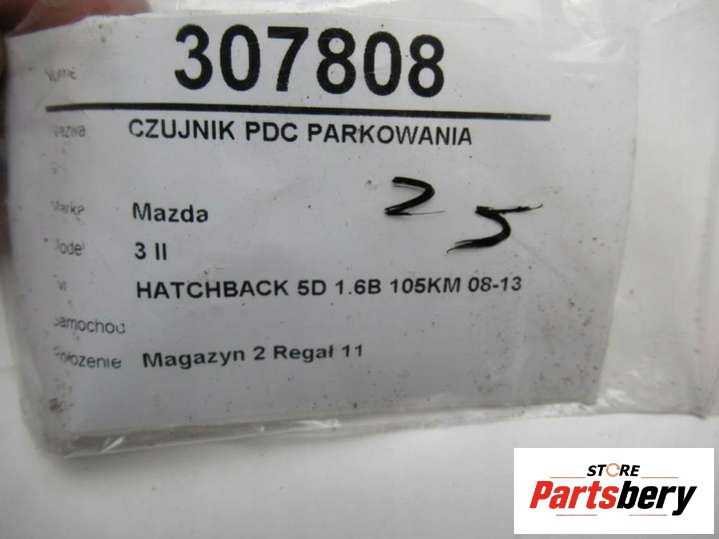 307808
CZUJNIK PDC PARKOWANIA
Marka Mazda
3 II
HATCHBACK 5D 1.6B 105KM 08-13
Magazyn 2 Regał 11
25
STORE
Partsbery